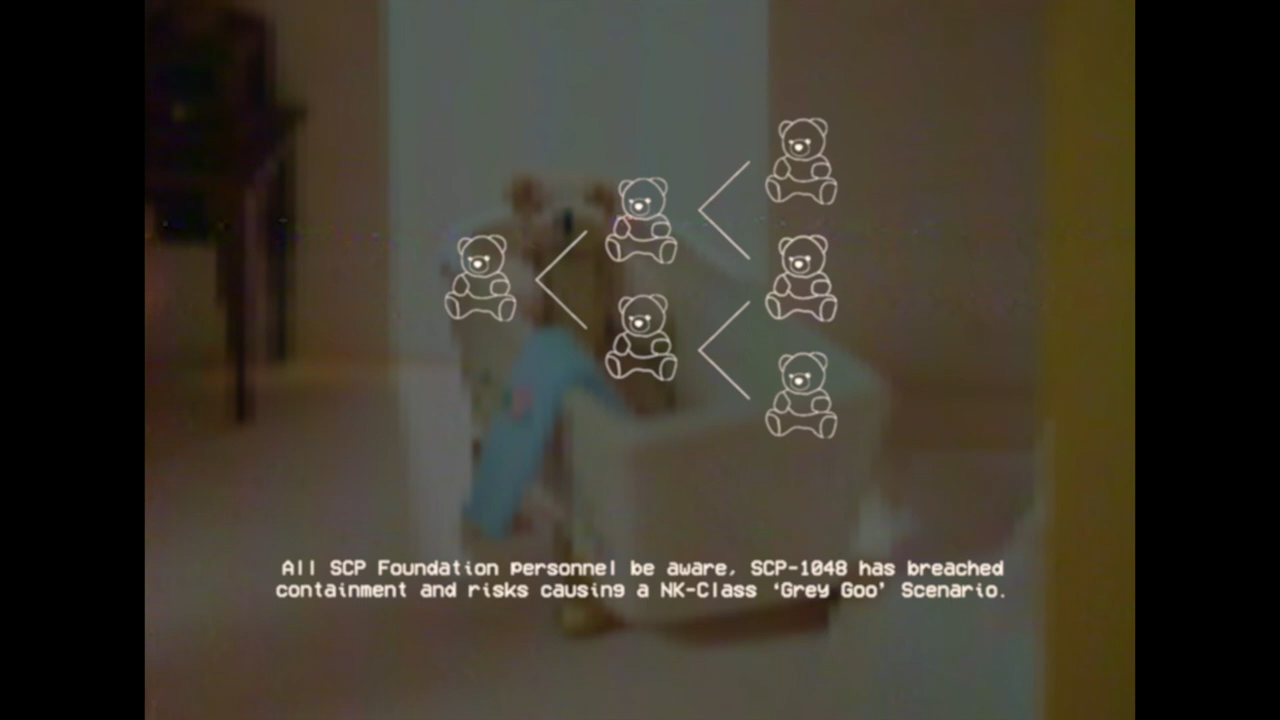 All SCP Foundation personnel be aware, SCP-1048 has breached
containment and risks causing a NK-Class ‘Grey Goo’ Scenario.